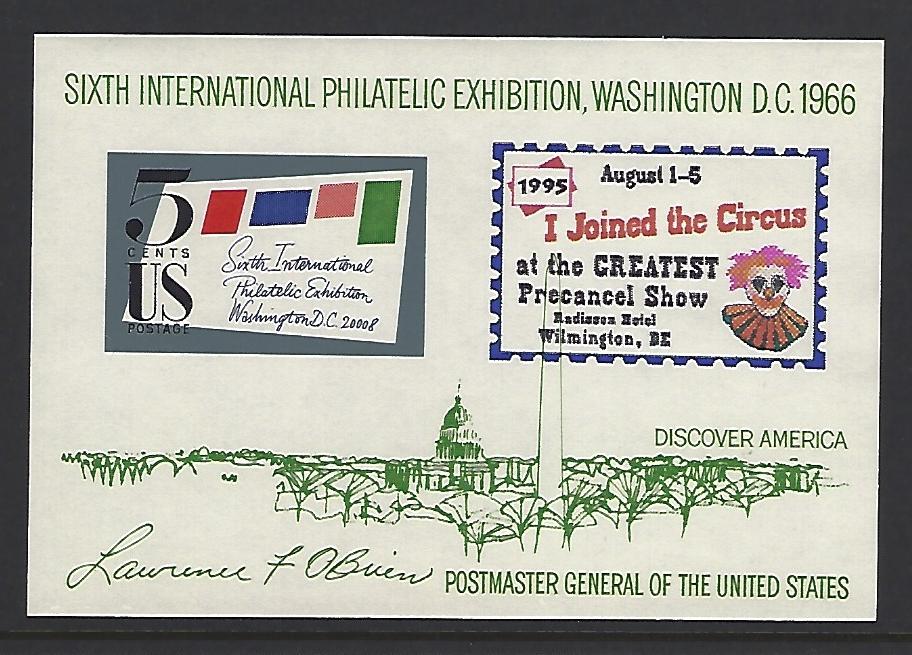 SIXTH INTERNATIONAL PHILATELIC EXHIBITION, WASHINGTON D.C. 1966
5
CENTS
US
POSTAGE
Sixth International
Philatelic Exhibition
Washington D.C. 20008
1995
August 1-5
I Joined the Circus
at the GREATEST
Precancel Show
Radisson Hotel
Wilmington, DE
DISCOVER AMERICA
Lawrence F O'Brien
POSTMASTER GENERAL OF THE UNITED STATES